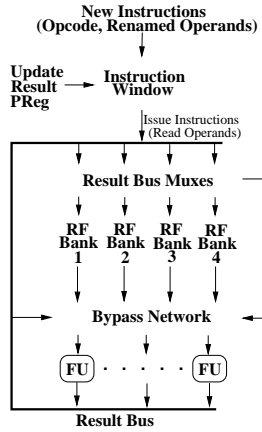 New Instructions
(Opcode, Renamed Operands)
Update
Result
PReg
Instruction
Window
Issue Instructions
(Read Operands)
Result Bus Muxes
RF
Bank
1
RF
Bank
2
RF
Bank
3
RF
Bank
4
Bypass Network
FU
. . . . .
FU
Result Bus